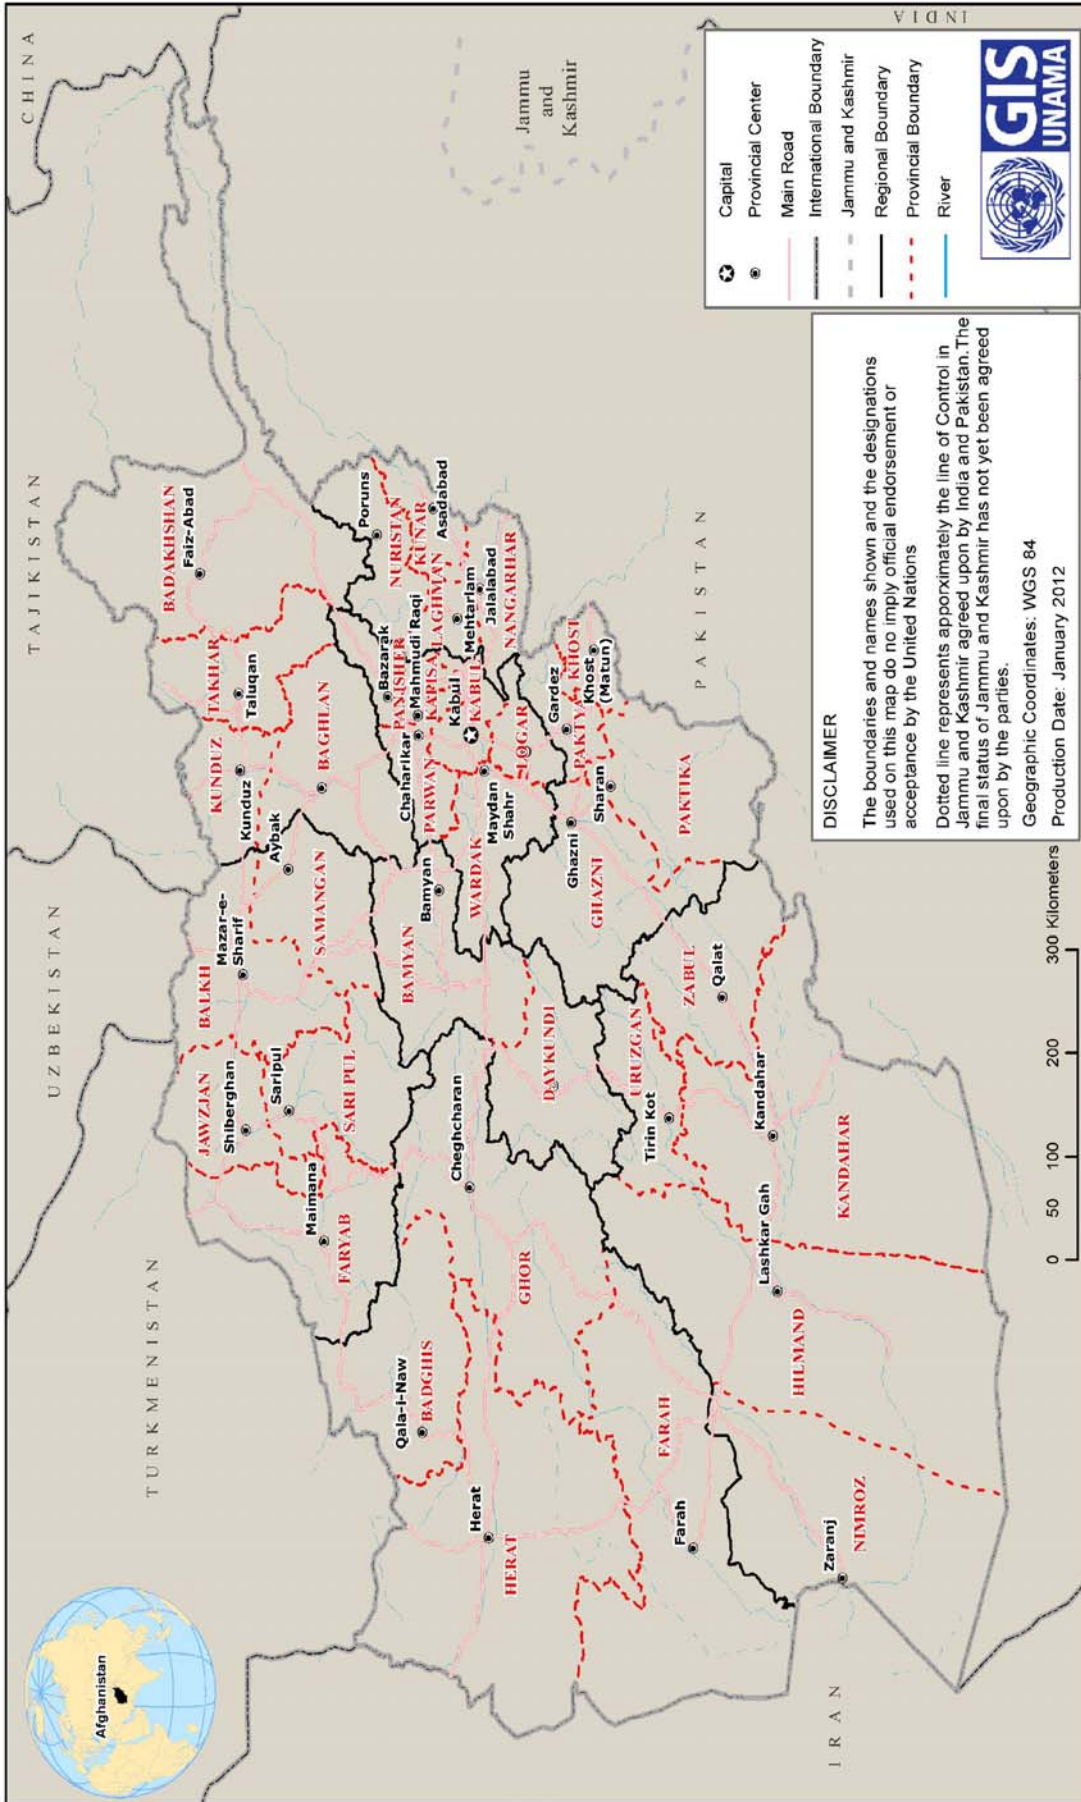 Afghanistan
CHINA
TAJIKISTAN
UZBEKISTAN
TURKMENISTAN
IRAN
PAKISTAN
INDIA
Jammu
and
Kashmir
BADAKHSHAN
Faiz-Abad
TAKHAR
Taluqan
KUNDUZ
Kunduz
BAGHLAN
Aybak
SAMANGAN
Mazar-e-
Sharif
BALKH
JAWZJAN
Shiberghan
Saripul
SARI PUL
Maimana
FARYAB
Qala-i-Naw
BADGHIS
Herat
HERAT
Cheghcharan
GHOR
BAMYAN
Bamyan
DAYKUNDI
WARDAK
Maydan
Shahr
PARWAN
Chaharikar
Bazarak
PANJSHER
Mahmudi Raqi
KAPISA
Kabul
KABUL
LAGHMAN
Mehtarlam
NURISTAN
Poruns
KUNAR
Asadabad
Jalalabad
NANGARHAR
LOGAR
Gardez
PAKTYA
KHOST
Khost
(Matun)
Sharan
PAKTIKA
Ghazni
GHAZNI
ZABUL
Qalat
URUZGAN
Tirin Kot
Kandahar
KANDAHAR
Lashkar Gah
HILMAND
Farah
FARAH
Zaranj
NIMROZ
0 50 100 200 300 Kilometers
DISCLAIMER
The boundaries and names shown and the designations
used on this map do no imply official endorsement or
acceptance by the United Nations
Dotted line represents apporoximately the line of Control in
Jammu and Kashmir agreed upon by India and Pakistan.The
final status of Jammu and Kashmir has not yet been agreed
upon by the parties.
Geographic Coordinates: WGS 84
Production Date: January 2012
Capital
Provincial Center
Main Road
International Boundary
Jammu and Kashmir
Regional Boundary
Provincial Boundary
River
GIS
UNAMA